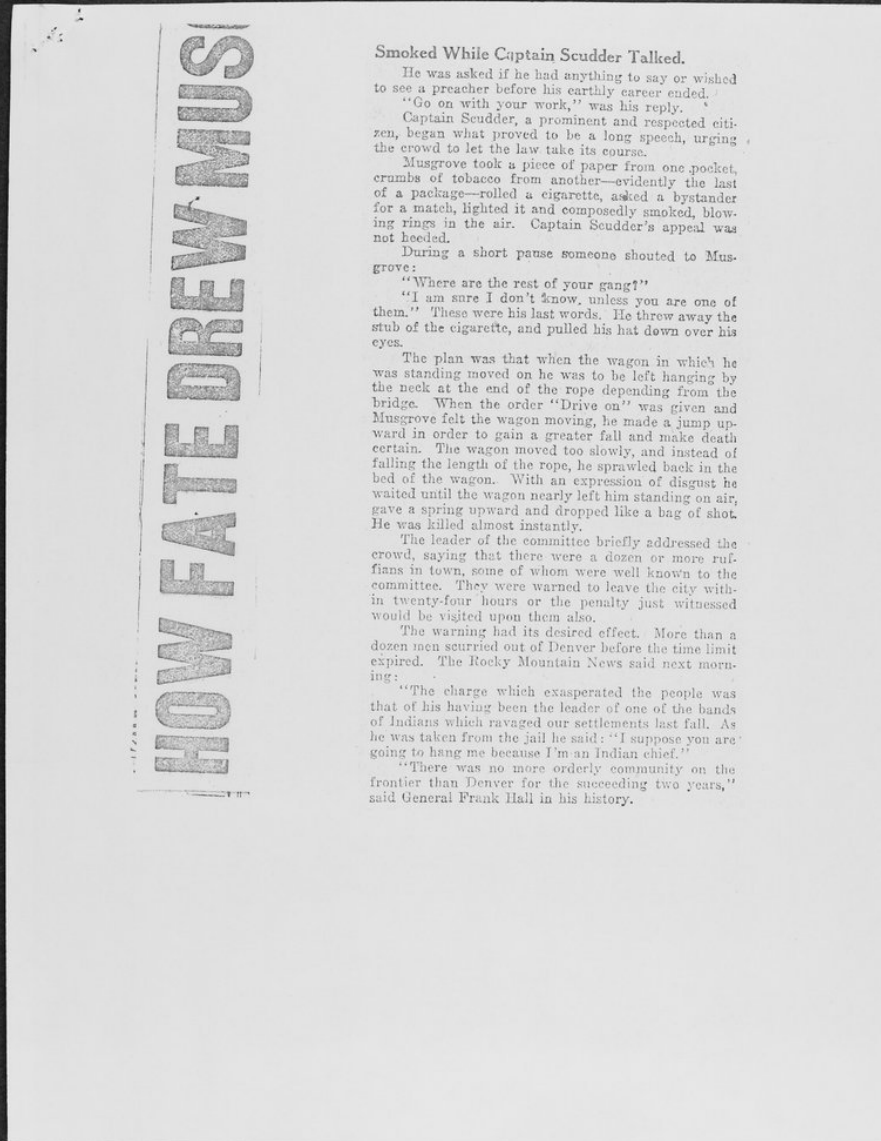 HOW FATE DREW MUS
Smoked While Captain Scudder Talked.
He was asked if he had anything to say or wished
to see a preacher before his earthly career ended.
"Go on with your work," was his reply.
Captain Scudder, a prominent and respected citi-
zen, began what proved to be a long speech, urging
the crowd to let the law take its course.
Musgrove took a piece of paper from one pocket,
crumbs of tobacco from another—evidently the last
of a package—rolled a cigarette, asked a bystander
for a match, lighted it and composedly smoked, blow-
ing rings in the air. Captain Scudder's appeal was
not heeded.
During a short pause someone shouted to Mus-
grove:
"Where are the rest of your gang?"
"I am sure I don't know, unless you are one of
them." These were his last words. He threw away the
stub of the cigarette, and pulled his hat down over his
eyes.
The plan was that when the wagon in which he
was standing moved on he was to be left hanging by
the neck at the end of the rope depending from the
bridge. When the order "Drive on" was given and
Musgrove felt the wagon moving, he made a jump up-
ward in order to gain a greater fall and make death
certain. The wagon moved too slowly, and instead of
falling the length of the rope, he sprawled back in the
bed of the wagon. With an expression of disgust he
waited until the wagon nearly left him standing on air,
gave a spring upward and dropped like a bag of shot.
He was killed almost instantly.
The leader of the committee briefly addressed the
crowd, saying that there were a dozen or more ruf-
fians in town, some of whom were well known to the
committee. They were warned to leave the city with-
in twenty-four hours or the penalty just witnessed
would be visited upon them also.
The warning had its desired effect. More than a
dozen men scurried out of Denver before the time limit
expired. The Rocky Mountain News said next morn-
ing:
"The charge which exasperated the people was
that of his having been the leader of one of the bands
of Indians which ravaged our settlements last fall. As
he was taken from the jail he said: "I suppose you are
going to hang me because I'm an Indian chief."
"There was no more orderly community on the
frontier than Denver for the succeeding two years,"
said General Frank Hall in his history.